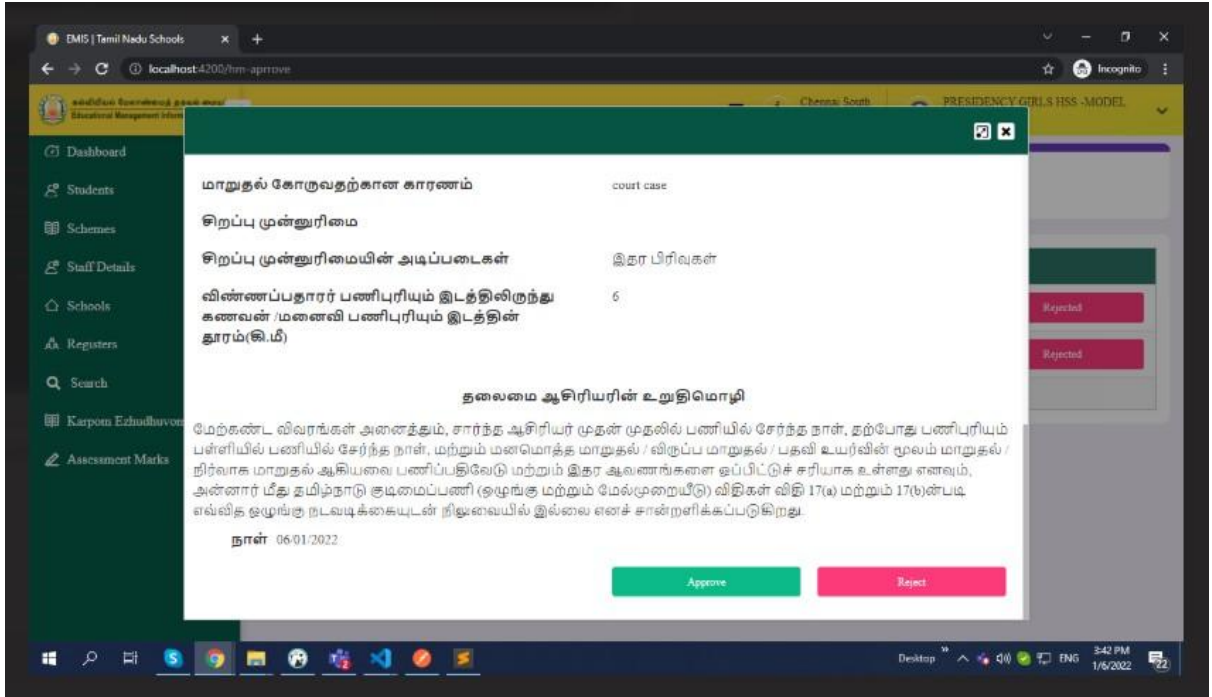 EMIS | Tamil Nadu Schools
localhost:4200/hm-aprrove
Incognito
Chennai South
PRESIDENCY GIRLS HSS -MODEL
Dashboard
Students
Schemes
Staff Details
Schools
Registers
Search
Karpom Ezhudhuvom
Assessment Marks
மாறுதல் கோருவதற்கான காரணம் court case
சிறப்பு முன்னுரிமை
சிறப்பு முன்னுரிமையின் அடிப்படைகள் இதர பிரிவுகள்
விண்ணப்பதாரர் பணிபுரியும் இடத்திலிருந்து 6
கணவன் /மனைவி பணிபுரியும் இடத்தின்
தூரம்(கி.மீ)
Rejected
Rejected
தலைமை ஆசிரியரின் உறுதிமொழி
மேற்கண்ட விவரங்கள் அனைத்தும், சார்ந்த ஆசிரியர் முதன் முதலில் பணியில் சேர்ந்த நாள், தற்போது பணிபுரியும்
பள்ளியில் பணியில் சேர்ந்த நாள், மற்றும் மனமொத்த மாறுதல் / விருப்ப மாறுதல் / பதவி உயர்வின் மூலம் மாறுதல் /
நிர்வாக மாறுதல் ஆகியவை பணிப்பதிவேடு மற்றும் இதர ஆவணங்களை ஒப்பிட்டுச் சரியாக உள்ளது எனவும்,
அன்னார் மீது தமிழ்நாடு குடிமைப்பணி (ஒழுங்கு மற்றும் மேல்முறையீடு) விதிகள் விதி 17(a) மற்றும் 17(b)ன்படி
எவ்வித ஒழுங்கு நடவடிக்கையுடன் நிலுவையில் இல்லை எனச் சான்றளிக்கப்படுகிறது.
நாள் 06/01/2022
Approve Reject
Desktop ENG 3:42 PM
1/6/2022
22